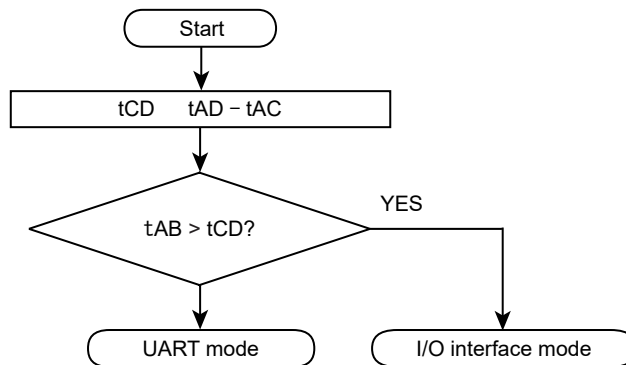 Start
tCD tAD – tAC
YES
tAB > tCD?
UART mode
I/O interface mode